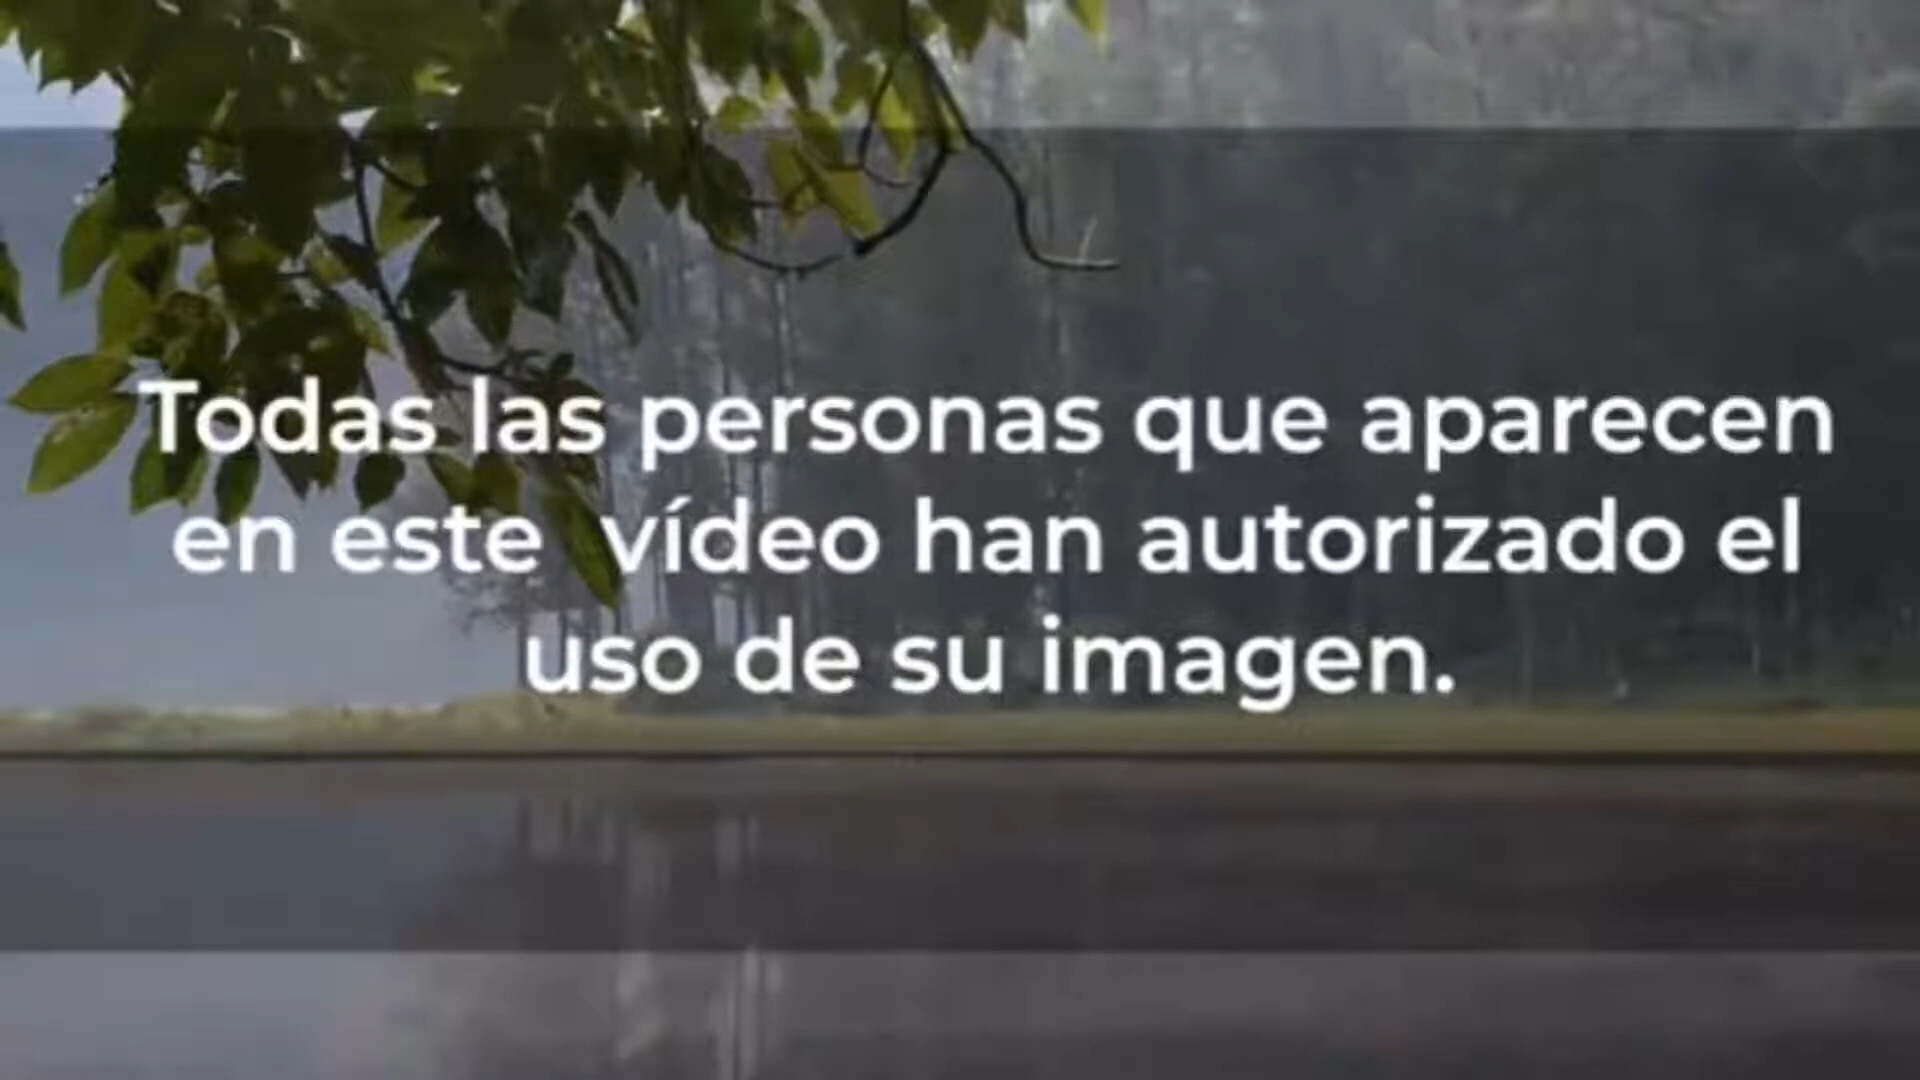 Todas las personas que aparecen
en este  vídeo han autorizado el
uso de su imagen.